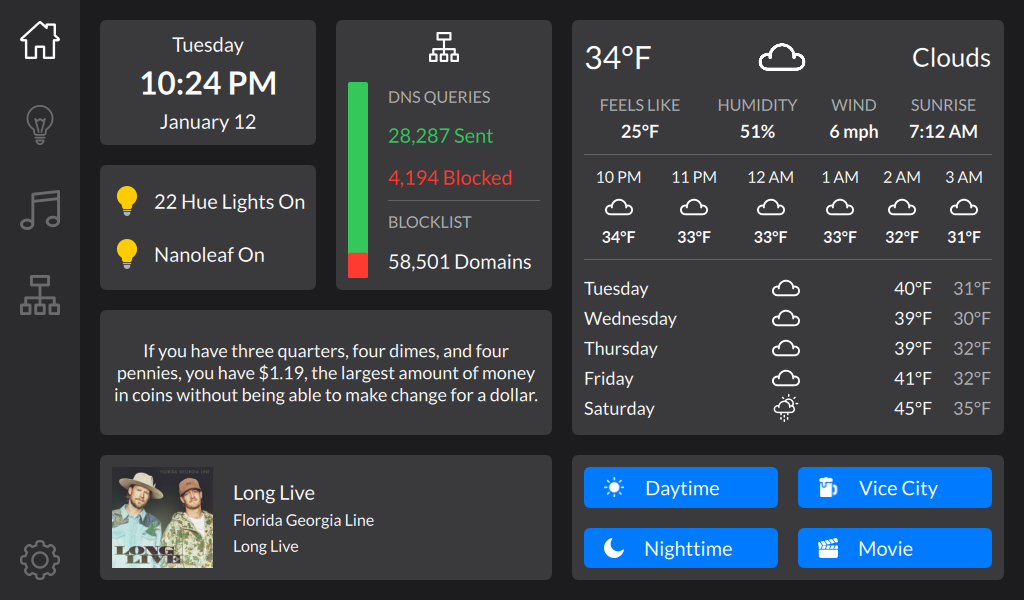 Tuesday
10:24 PM
January 12
22 Hue Lights On
Nanoleaf On
DNS QUERIES
28,287 Sent
4,194 Blocked
BLOCKLIST
58,501 Domains
34°F
Clouds
FEELS LIKE HUMIDITY WIND SUNRISE
25°F 51% 6 mph 7:12 AM
10 PM 11 PM 12 AM 1 AM 2 AM 3 AM
34°F 33°F 33°F 33°F 32°F 31°F
Tuesday 40°F 31°F
Wednesday 39°F 30°F
Thursday 39°F 32°F
Friday 41°F 32°F
Saturday 45°F 35°F
If you have three quarters, four dimes, and four
pennies, you have $1.19, the largest amount of money
in coins without being able to make change for a dollar.
FLORIDA GEORGIA LINE
LONG
LIVE
Long Live
Florida Georgia Line
Long Live
Daytime
Vice City
Nighttime
Movie